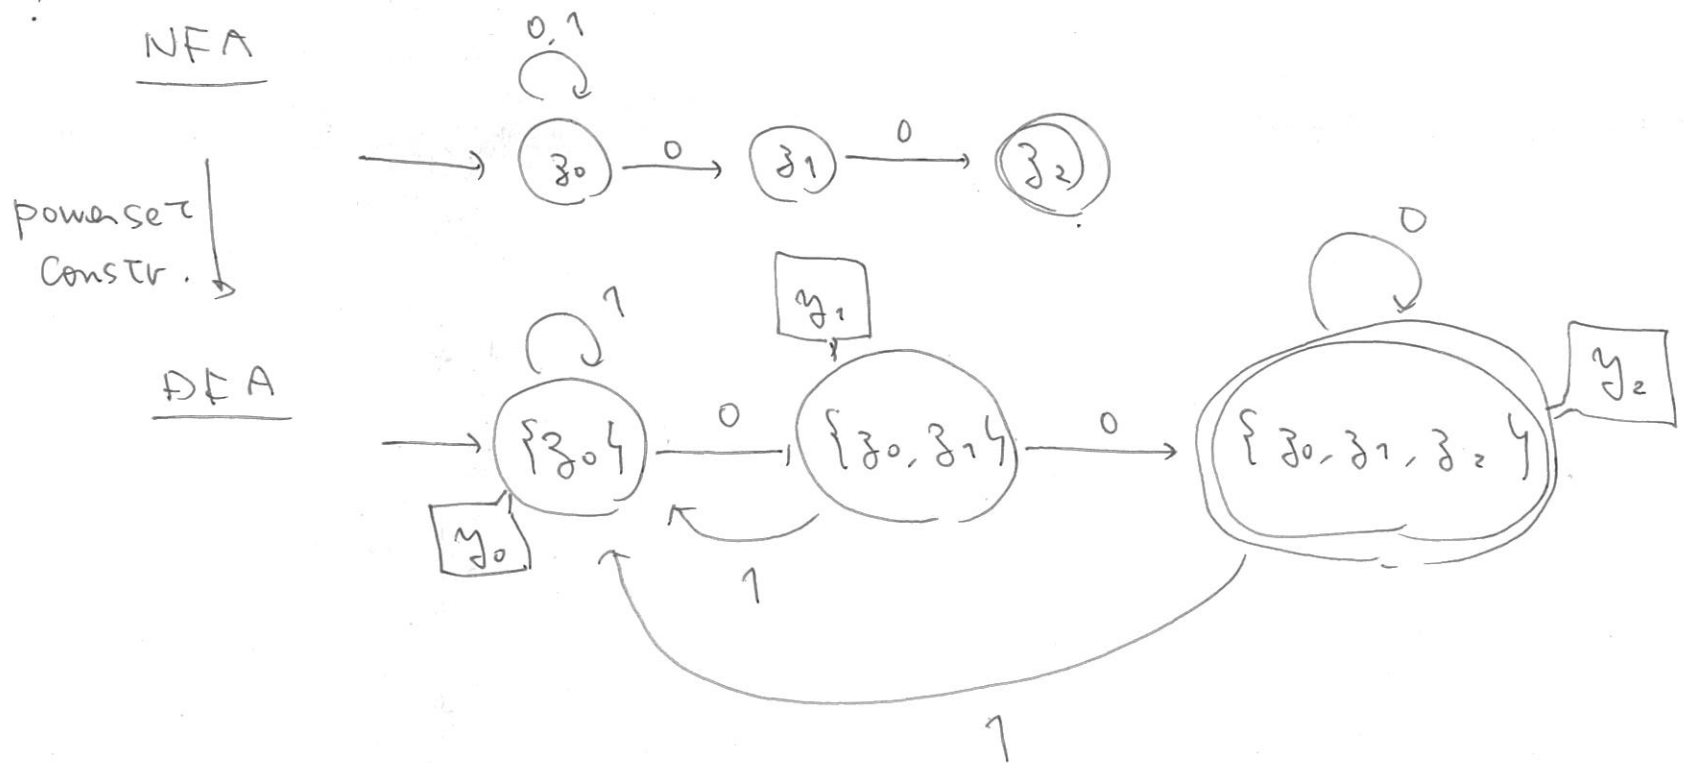 NFA
0,1
z₀ 0 z₁ 0 z₂
powerset
constr.
0
y₁
1
DFA
y₂
{z₀} 0 {z₀, z₁} 0 {z₀, z₁, z₂}
y₀
1
1